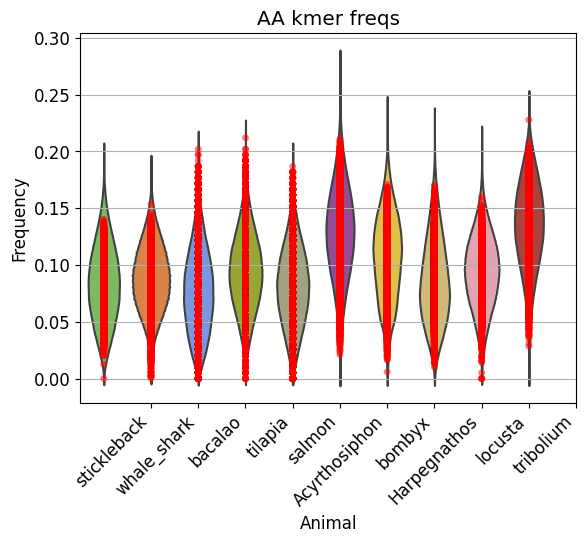 AA kmer freqs
0.30
0.25
0.20
0.15
0.10
0.05
0.00
Frequency
stickleback
whale_shark
bacalao
tilapia
salmon
Acyrthosiphon
bombyx
Harpegnathos
locusta
tribolium
Animal